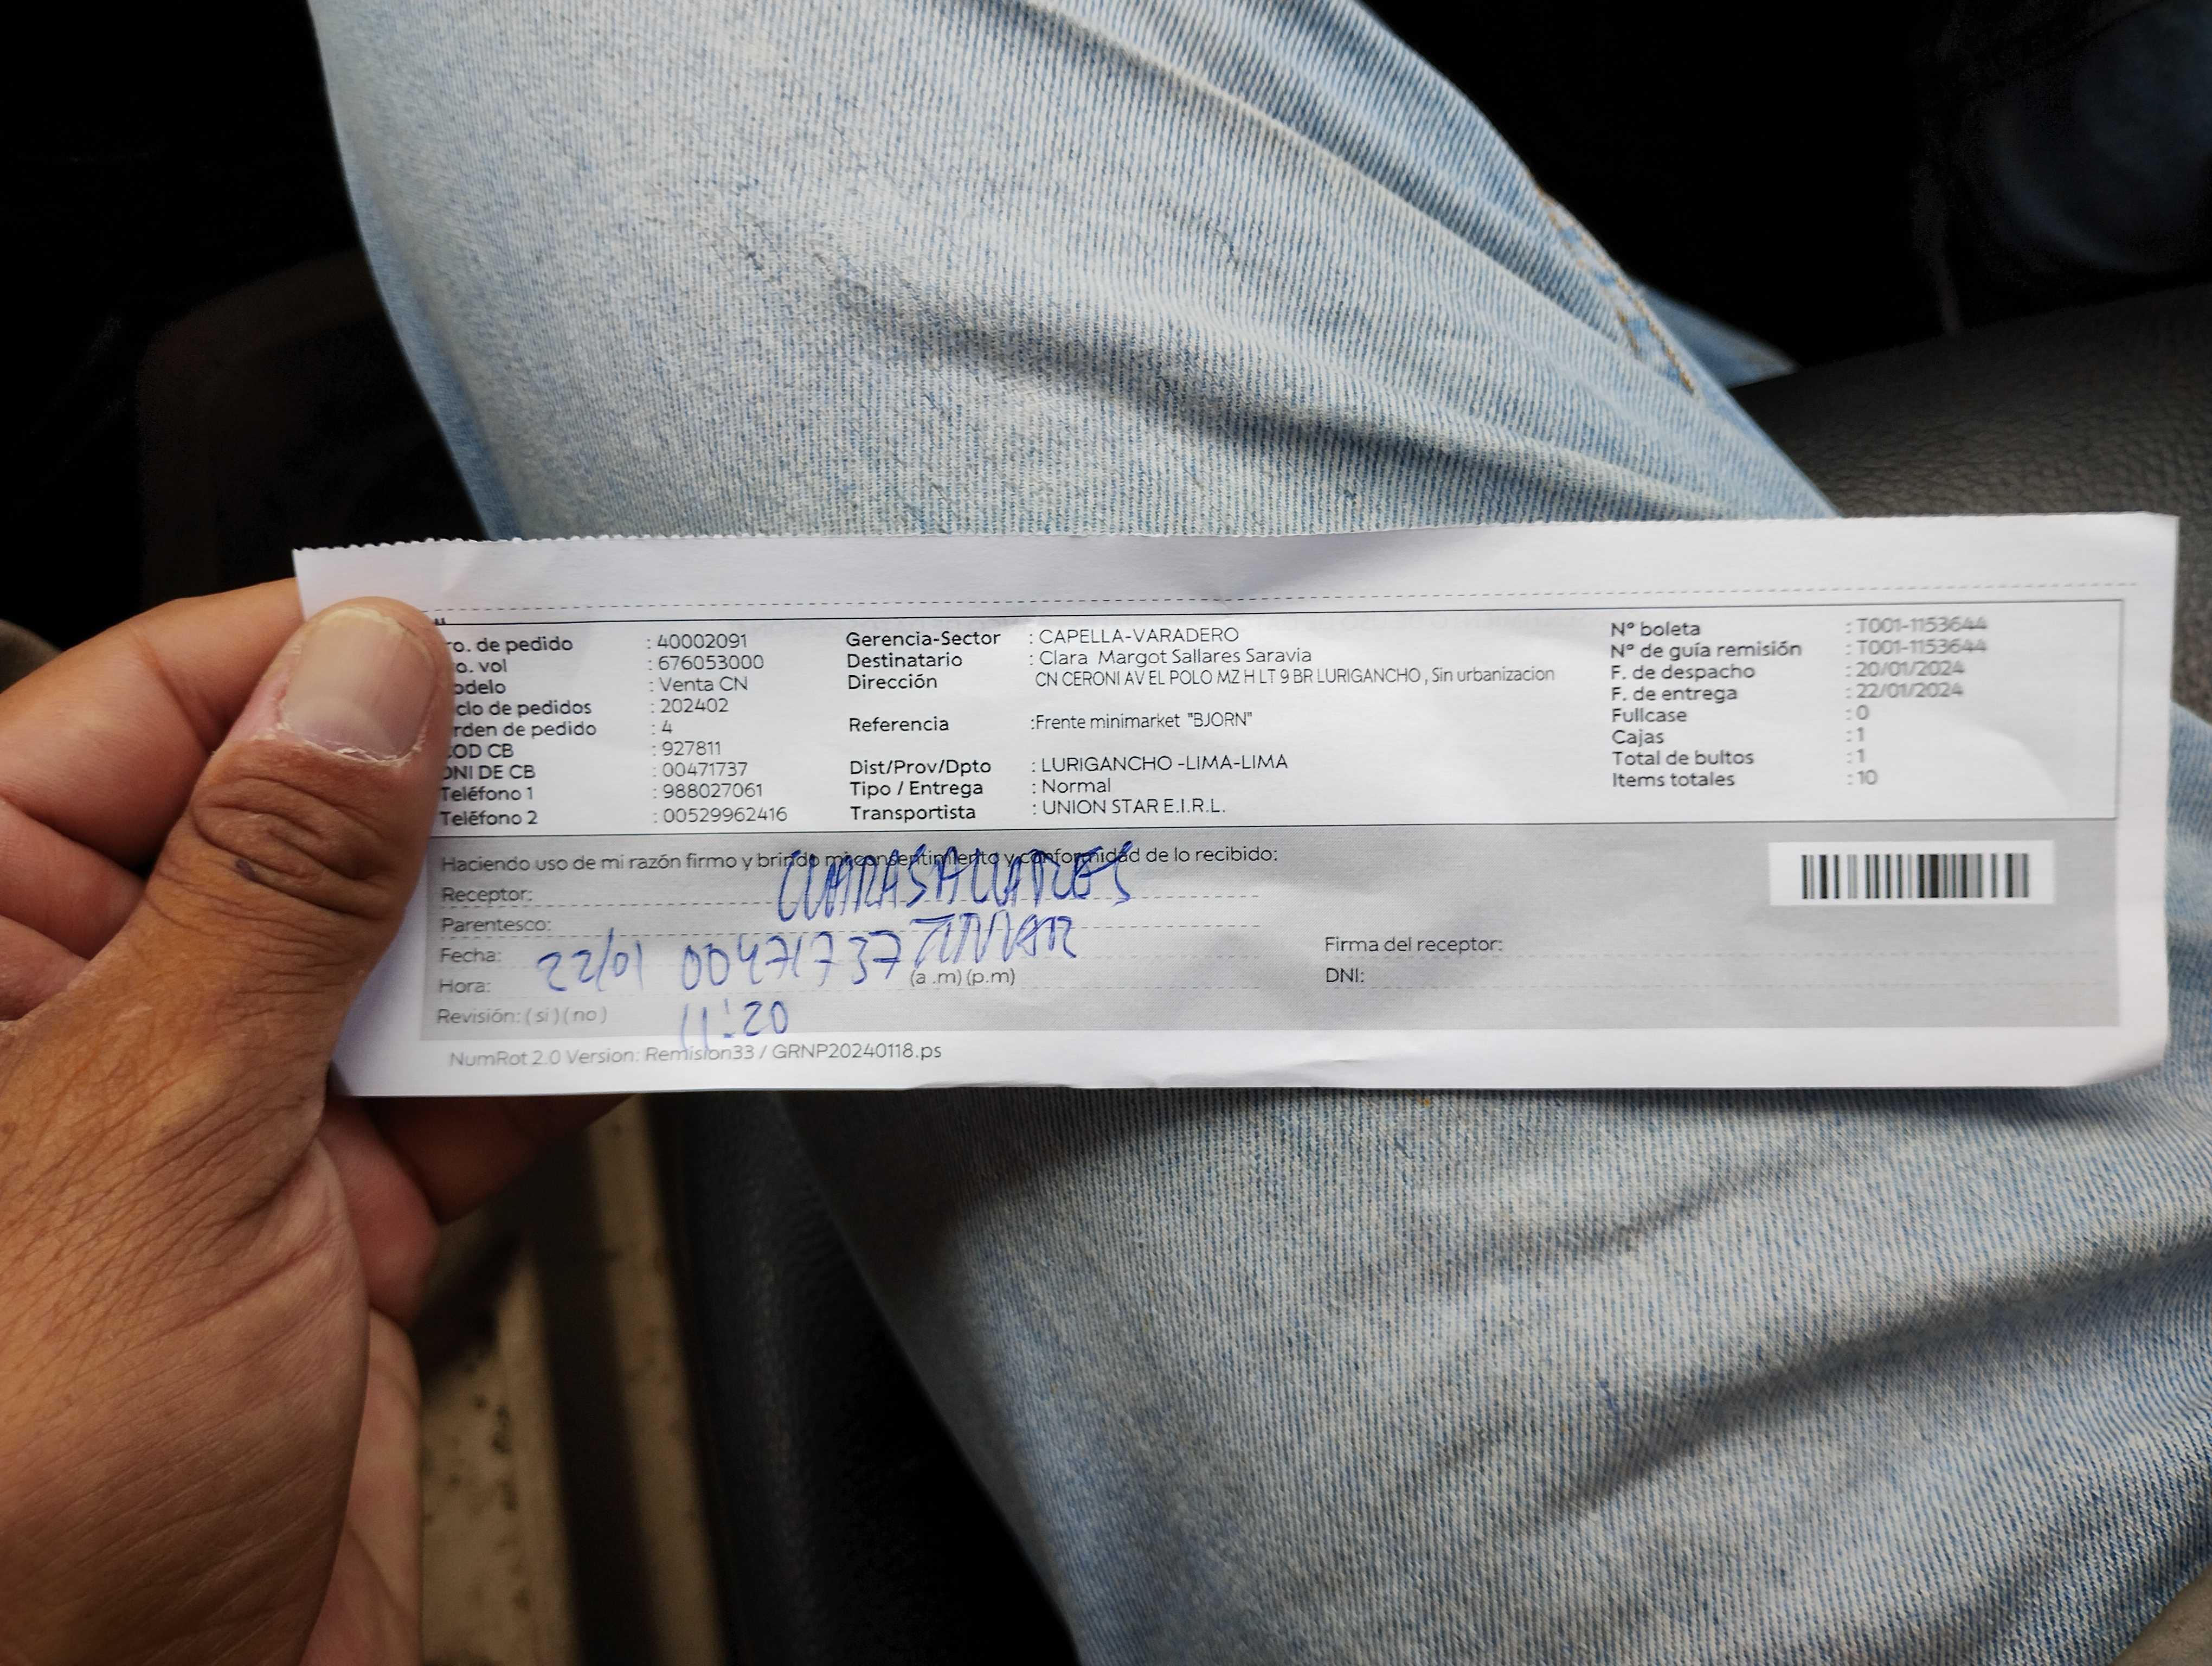 ro. de pedido : 40002091
o. vol : 676053000
odelo : Venta CN
clo de pedidos : 202402
rden de pedido : 4
COD CB : 927811
DNI DE CB : 00471737
Teléfono 1 : 988027061
Teléfono 2 : 00529962416
Gerencia-Sector : CAPELLA-VARADERO
Destinatario : Clara Margot Sallares Saravia
Dirección CN CERONI AV EL POLO MZ H LT 9 BR LURIGANCHO , Sin urbanizacion
Referencia :Frente minimarket "BJORN"
Dist/Prov/Dpto : LURIGANCHO -LIMA-LIMA
Tipo / Entrega : Normal
Transportista : UNION STAR E.I.R.L.
N° boleta : T001-1153644
N° de guía remisión : T001-1153644
F. de despacho : 20/01/2024
F. de entrega : 22/01/2024
Fullcase : 0
Cajas : 1
Total de bultos : 1
Items totales : 10
Haciendo uso de mi razón firmo y brindo mi consentimiento y conformidad de lo recibido:
Receptor: CLARA SALLARES
Parentesco:
Fecha: 22/01 00471737
Hora: (a .m) (p.m)
Revisión: ( si ) ( no ) 11:20
Firma del receptor:
DNI:
NumRot 2.0 Version: Remision33 / GRNP20240118.ps